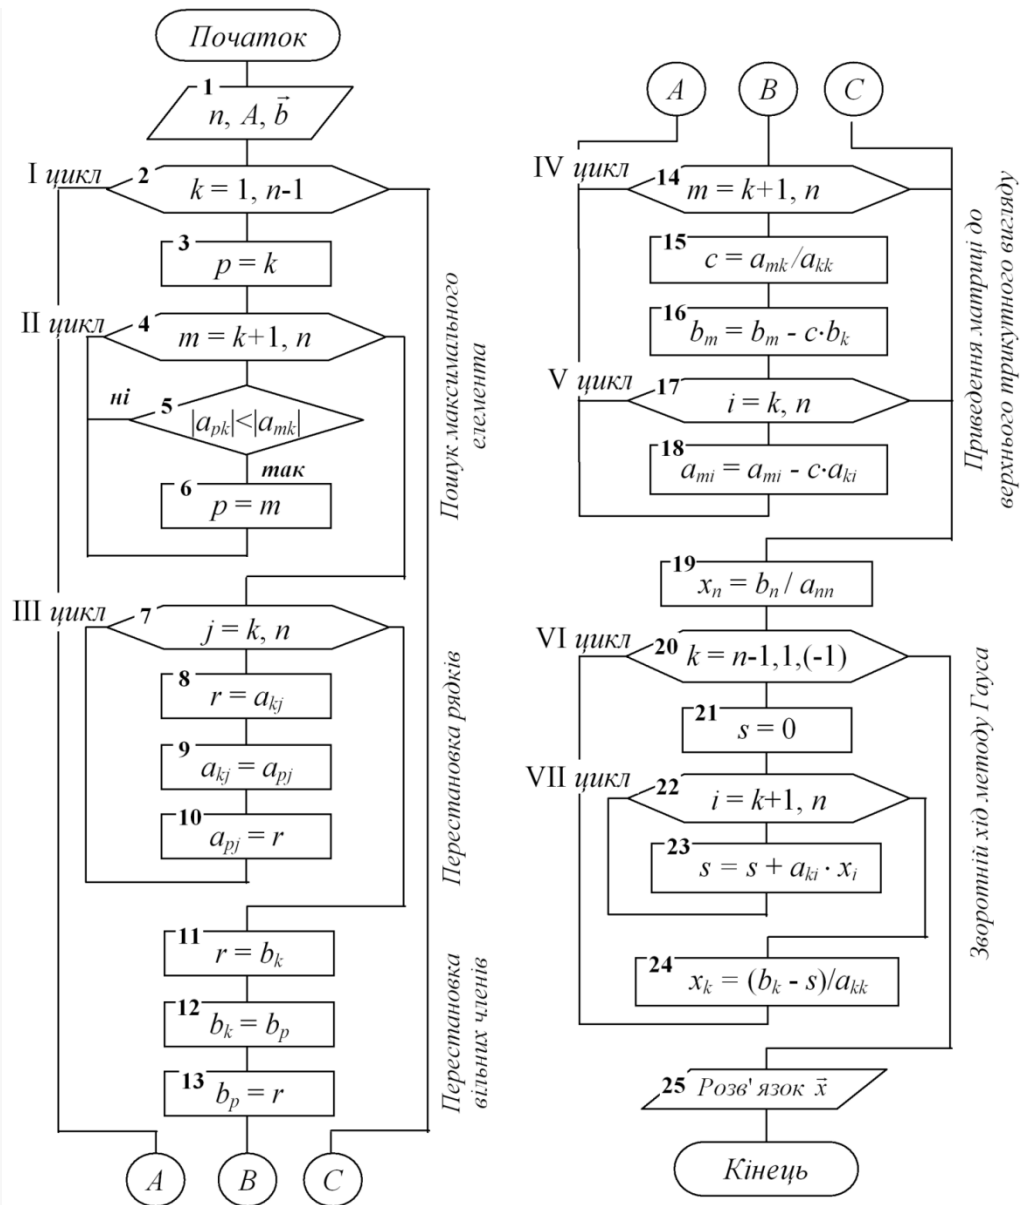 Початок
1
n, A, b⃗
I цикл
2
k = 1, n-1
3
p = k
II цикл
4
m = k+1, n
ні
5
|a_pk|<|a_mk|
так
6
p = m
Пошук максимального
елемента
III цикл
7
j = k, n
8
r = a_kj
9
a_kj = a_pj
10
a_pj = r
Перестановка рядків
11
r = b_k
12
b_k = b_p
13
b_p = r
Перестановка
вільних членів
A
B
C
A
B
C
IV цикл
14
m = k+1, n
15
c = a_mk/a_kk
16
b_m = b_m - c·b_k
V цикл
17
i = k, n
18
a_mi = a_mi - c·a_ki
Приведення матриці до
верхнього трикутного вигляду
19
x_n = b_n / a_nn
VI цикл
20
k = n-1,1,(-1)
21
s = 0
VII цикл
22
i = k+1, n
23
s = s + a_ki · x_i
24
x_k = (b_k - s)/a_kk
Зворотній хід методу Гауса
25
Розв' язок x⃗
Кінець